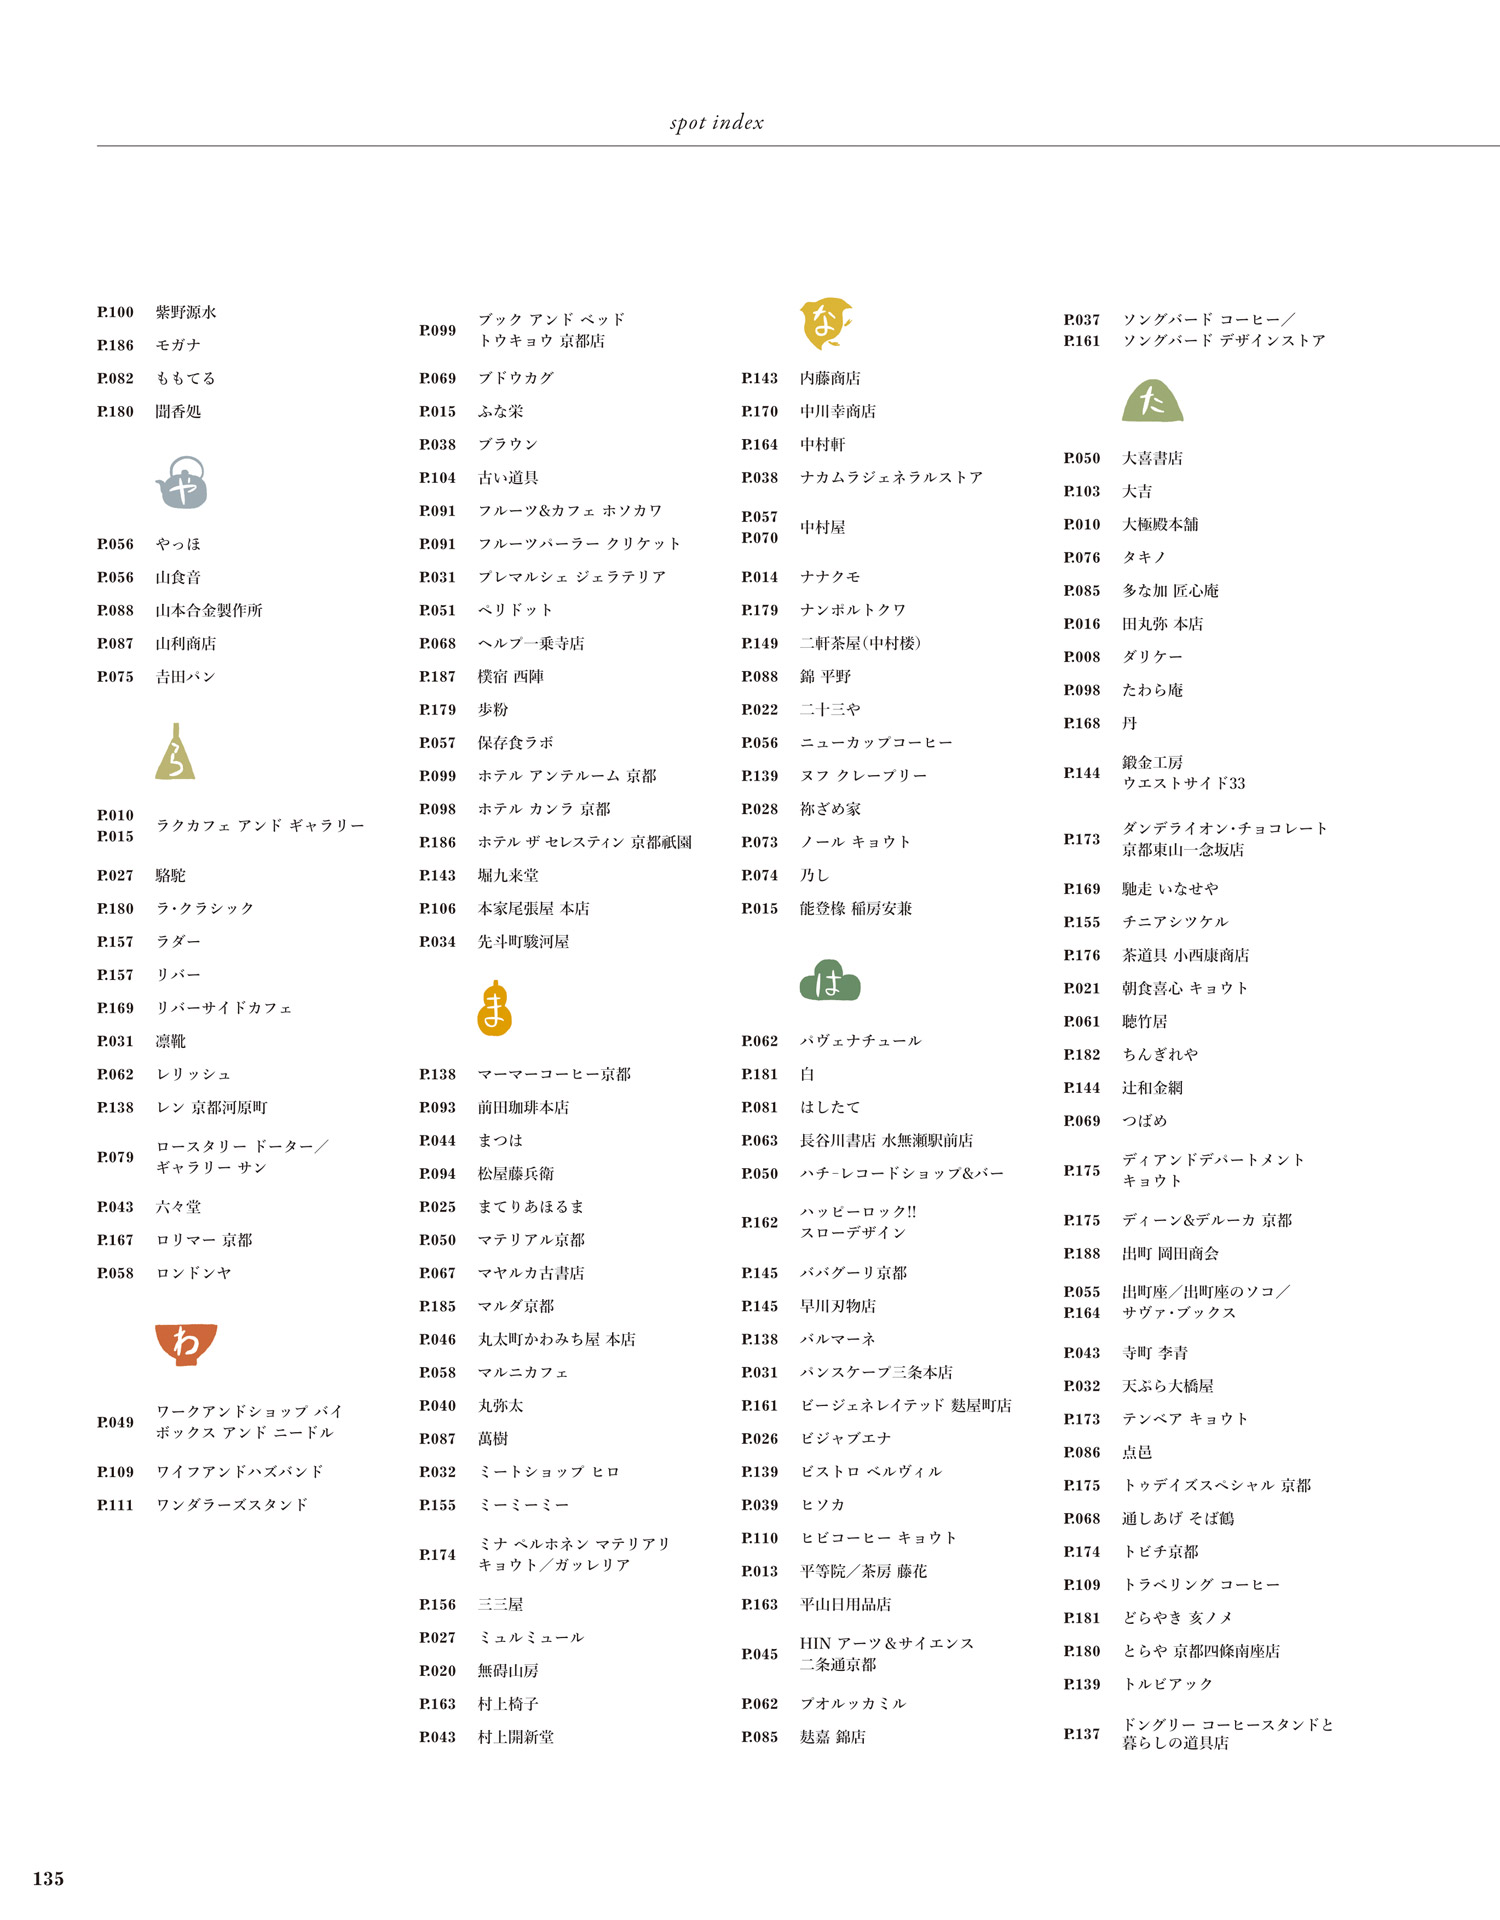 spot index
P.037 ソングバード コーヒー／
P.161 ソングバード デザインストア
た
P.050 大喜書店
P.103 大吉
P.010 大極殿本舗
P.076 タキノ
P.085 多な加 匠心庵
P.016 田丸弥 本店
P.008 ダリケー
P.098 たわら庵
P.168 丹
P.144 鍛金工房
ウエストサイド33
P.173 ダンデライオン・チョコレート
京都東山一念坂店
P.169 馳走 いなせや
P.155 チニアシツケル
P.176 茶道具 小西康商店
P.021 朝食喜心 キョウト
P.061 聴竹居
P.182 ちんぎれや
P.144 辻和金網
P.069 つばめ
P.175 ディアンドデパートメント
キョウト
P.175 ディーン&デルーカ 京都
P.188 出町 岡田商会
P.055 出町座／出町座のソコ／
P.164 サヴァ・ブックス
P.043 寺町 李青
P.032 天ぷら大橋屋
P.173 テンベア キョウト
P.086 点邑
P.175 トゥデイズスペシャル 京都
P.068 通しあげ そば鶴
P.174 トビチ京都
P.109 トラベリング コーヒー
P.181 どらやき 亥ノメ
P.180 とらや 京都四條南座店
P.139 トルビアック
P.137 ドングリー コーヒースタンドと
暮らしの道具店
な
P.143 内藤商店
P.170 中川幸商店
P.164 中村軒
P.038 ナカムラジェネラルストア
P.057
P.070 中村屋
P.014 ナナクモ
P.179 ナンポルトクワ
P.149 二軒茶屋（中村楼）
P.088 錦 平野
P.022 二十三や
P.056 ニューカップコーヒー
P.139 ヌフ クレープリー
P.028 祢ざめ家
P.073 ノール キョウト
P.074 乃し
P.015 能登椽 稲房安兼
は
P.062 パヴェナチュール
P.181 白
P.081 はしたて
P.063 長谷川書店 水無瀬駅前店
P.050 ハチ-レコードショップ&バー
P.162 ハッピーロック!!
スローデザイン
P.145 ババグーリ京都
P.145 早川刃物店
P.138 バルマーネ
P.031 パンスケープ三条本店
P.161 ビージェネレイテッド 麩屋町店
P.026 ビジャブエナ
P.139 ビストロ ベルヴィル
P.039 ヒソカ
P.110 ヒビコーヒー キョウト
P.013 平等院／茶房 藤花
P.163 平山日用品店
P.045 HIN アーツ＆サイエンス
二条通京都
P.062 プオルッカミル
P.085 麸嘉 錦店
P.099 ブック アンド ベッド
トウキョウ 京都店
P.069 ブドウカグ
P.015 ふな栄
P.038 ブラウン
P.104 古い道具
P.091 フルーツ&カフェ ホソカワ
P.091 フルーツパーラー クリケット
P.031 プレマルシェ ジェラテリア
P.051 ペリドット
P.068 ヘルプ一乗寺店
P.187 樸宿 西陣
P.179 歩粉
P.057 保存食ラボ
P.099 ホテル アンテルーム 京都
P.098 ホテル カンラ 京都
P.186 ホテル ザ セレスティン 京都祇園
P.143 堀九来堂
P.106 本家尾張屋 本店
P.034 先斗町駿河屋
ま
P.138 マーマーコーヒー京都
P.093 前田珈琲本店
P.044 まつは
P.094 松屋藤兵衛
P.025 まてりあほるま
P.050 マテリアル京都
P.067 マヤルカ古書店
P.185 マルダ京都
P.046 丸太町かわみち屋 本店
P.058 マルニカフェ
P.040 丸弥太
P.087 萬樹
P.032 ミートショップ ヒロ
P.155 ミーミーミー
P.174 ミナ ペルホネン マテリアリ
キョウト／ガッレリア
P.156 三三屋
P.027 ミュルミュール
P.020 無碍山房
P.163 村上椅子
P.043 村上開新堂
P.100 紫野源水
P.186 モガナ
P.082 ももてる
P.180 聞香処
や
P.056 やっほ
P.056 山食音
P.088 山本合金製作所
P.087 山利商店
P.075 吉田パン
ら
P.010
P.015 ラクカフェ アンド ギャラリー
P.027 駱駝
P.180 ラ・クラシック
P.157 ラダー
P.157 リバー
P.169 リバーサイドカフェ
P.031 凛靴
P.062 レリッシュ
P.138 レン 京都河原町
P.079 ロースタリー ドーター／
ギャラリー サン
P.043 六々堂
P.167 ロリマー 京都
P.058 ロンドンヤ
わ
P.049 ワークアンドショップ バイ
ボックス アンド ニードル
P.109 ワイフアンドハズバンド
P.111 ワンダラーズスタンド
135